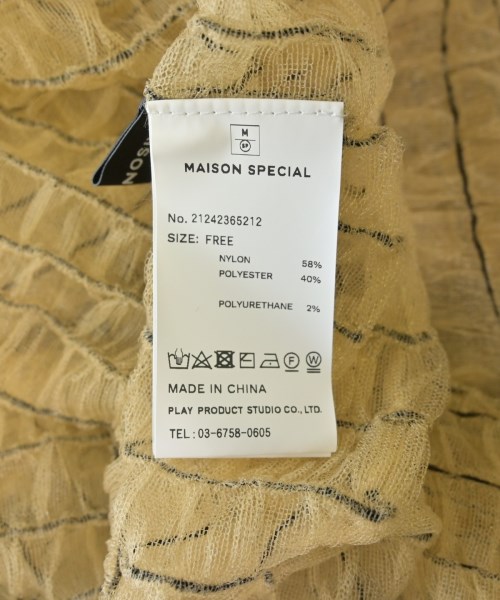 M
SP
MAISON SPECIAL
No. 21242365212
SIZE: FREE
NYLON 58%
POLYESTER 40%
POLYURETHANE 2%
F W
MADE IN CHINA
PLAY PRODUCT STUDIO CO., LTD.
TEL : 03-6758-0605
ISON